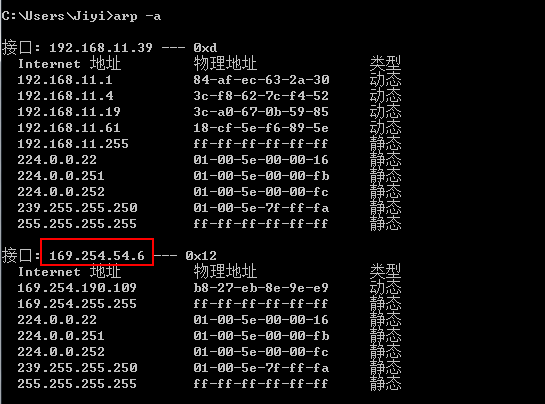 C:\Users\Jiyi>arp -a
接口: 192.168.11.39 --- 0xd
Internet 地址 物理地址 类型
192.168.11.1 84-af-ec-63-2a-30 动态
192.168.11.4 3c-f8-62-7c-f4-52 动态
192.168.11.19 3c-a0-67-0b-59-85 动态
192.168.11.61 18-cf-5e-f6-89-5e 动态
192.168.11.255 ff-ff-ff-ff-ff-ff 静态
224.0.0.22 01-00-5e-00-00-16 静态
224.0.0.251 01-00-5e-00-00-fb 静态
224.0.0.252 01-00-5e-00-00-fc 静态
239.255.255.250 01-00-5e-7f-ff-fa 静态
255.255.255.255 ff-ff-ff-ff-ff-ff 静态
接口: 169.254.54.6 --- 0x12
Internet 地址 物理地址 类型
169.254.190.109 b8-27-eb-8e-9e-e9 动态
169.254.255.255 ff-ff-ff-ff-ff-ff 静态
224.0.0.22 01-00-5e-00-00-16 静态
224.0.0.251 01-00-5e-00-00-fb 静态
224.0.0.252 01-00-5e-00-00-fc 静态
239.255.255.250 01-00-5e-7f-ff-fa 静态
255.255.255.255 ff-ff-ff-ff-ff-ff 静态